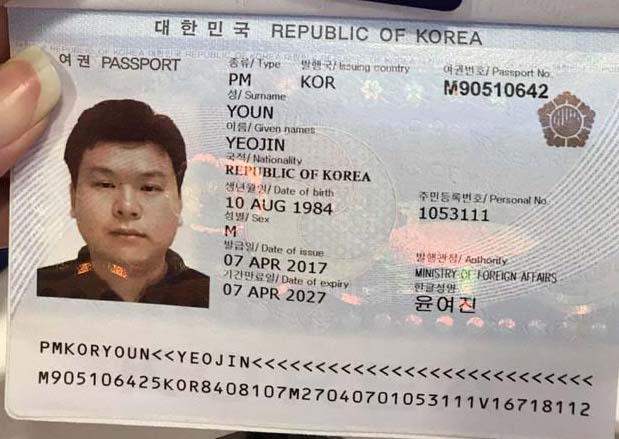 대한민국 REPUBLIC OF KOREA
여권 PASSPORT
종류/Type 발행국/Issuing country 여권번호/Passport No.
PM KOR M90510642
성/Surname
YOUN
이름/Given names
YEOJIN
국적/Nationality
REPUBLIC OF KOREA
생년월일/Date of birth 주민등록번호/Personal No.
10 AUG 1984 1053111
성별/Sex
M
발급일/Date of issue 발행관청/Authority
07 APR 2017 MINISTRY OF FOREIGN AFFAIRS
기간만료일/Date of expiry 한글성명
07 APR 2027 윤여진
PMKORYOUN<<YEOJIN<<<<<<<<<<<<<<<<<<<<<<<<<<<
M905106425KOR8408107M27040701053111V16718112